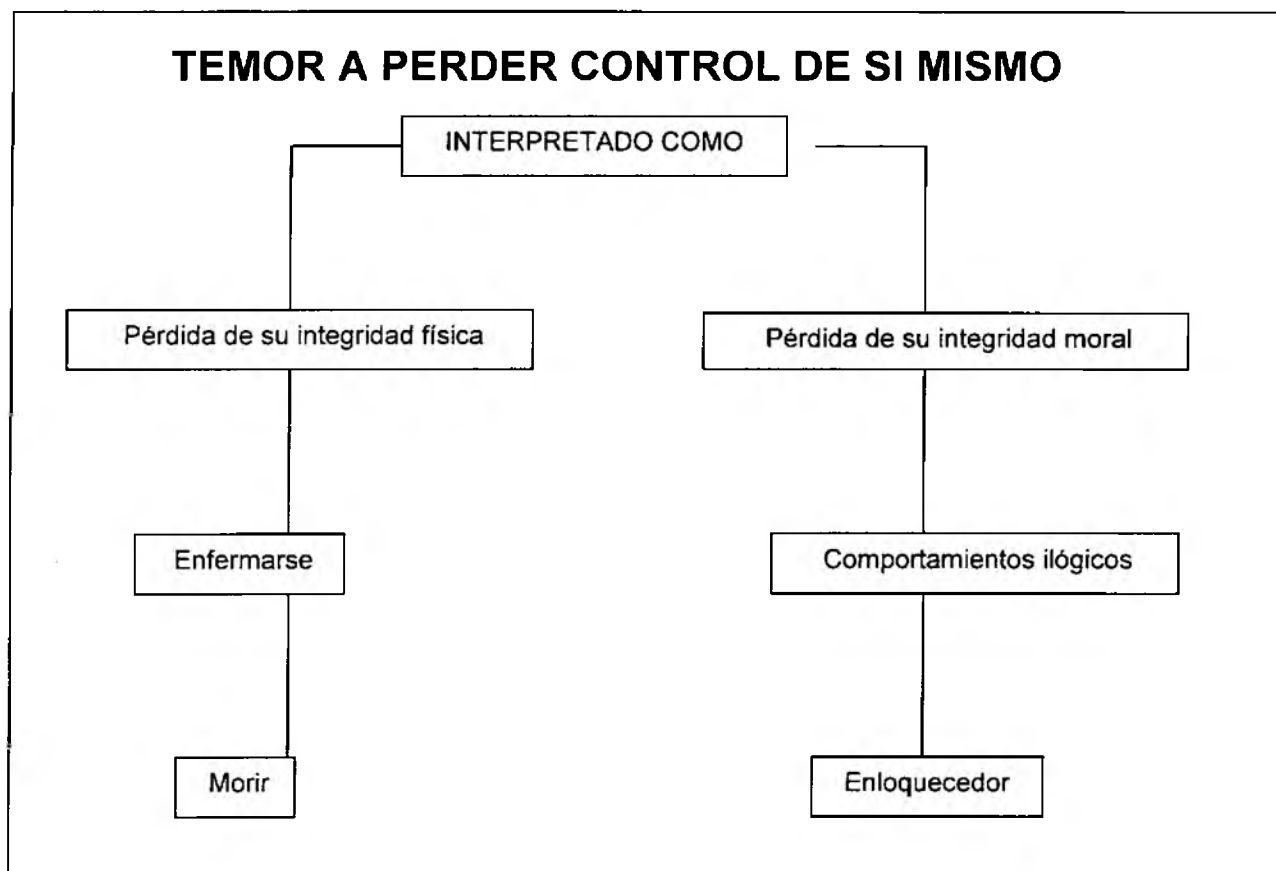 TEMOR A PERDER CONTROL DE SI MISMO
INTERPRETADO COMO
Pérdida de su integridad física
Pérdida de su integridad moral
Enfermarse
Comportamientos ilógicos
Morir
Enloquecedor